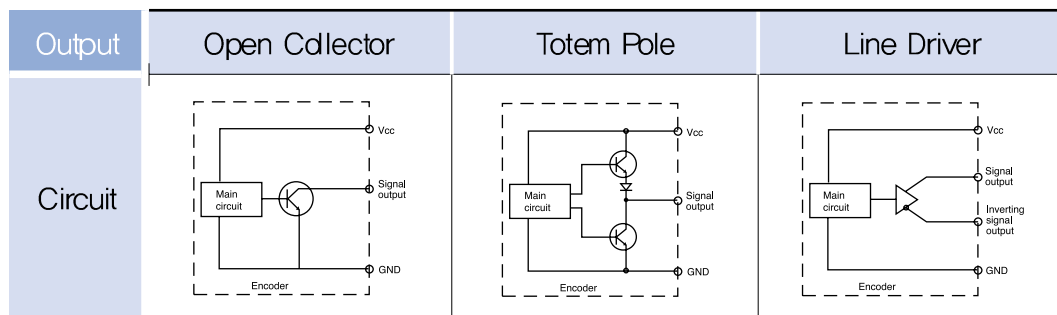 Output Open Collector Totem Pole Line Driver
Circuit
Vcc
Signal
output
Main
circuit
GND
Encoder
Vcc
Main
circuit
Signal
output
GND
Encoder
Vcc
Signal
output
Main
circuit
Inverting
signal
output
GND
Encoder